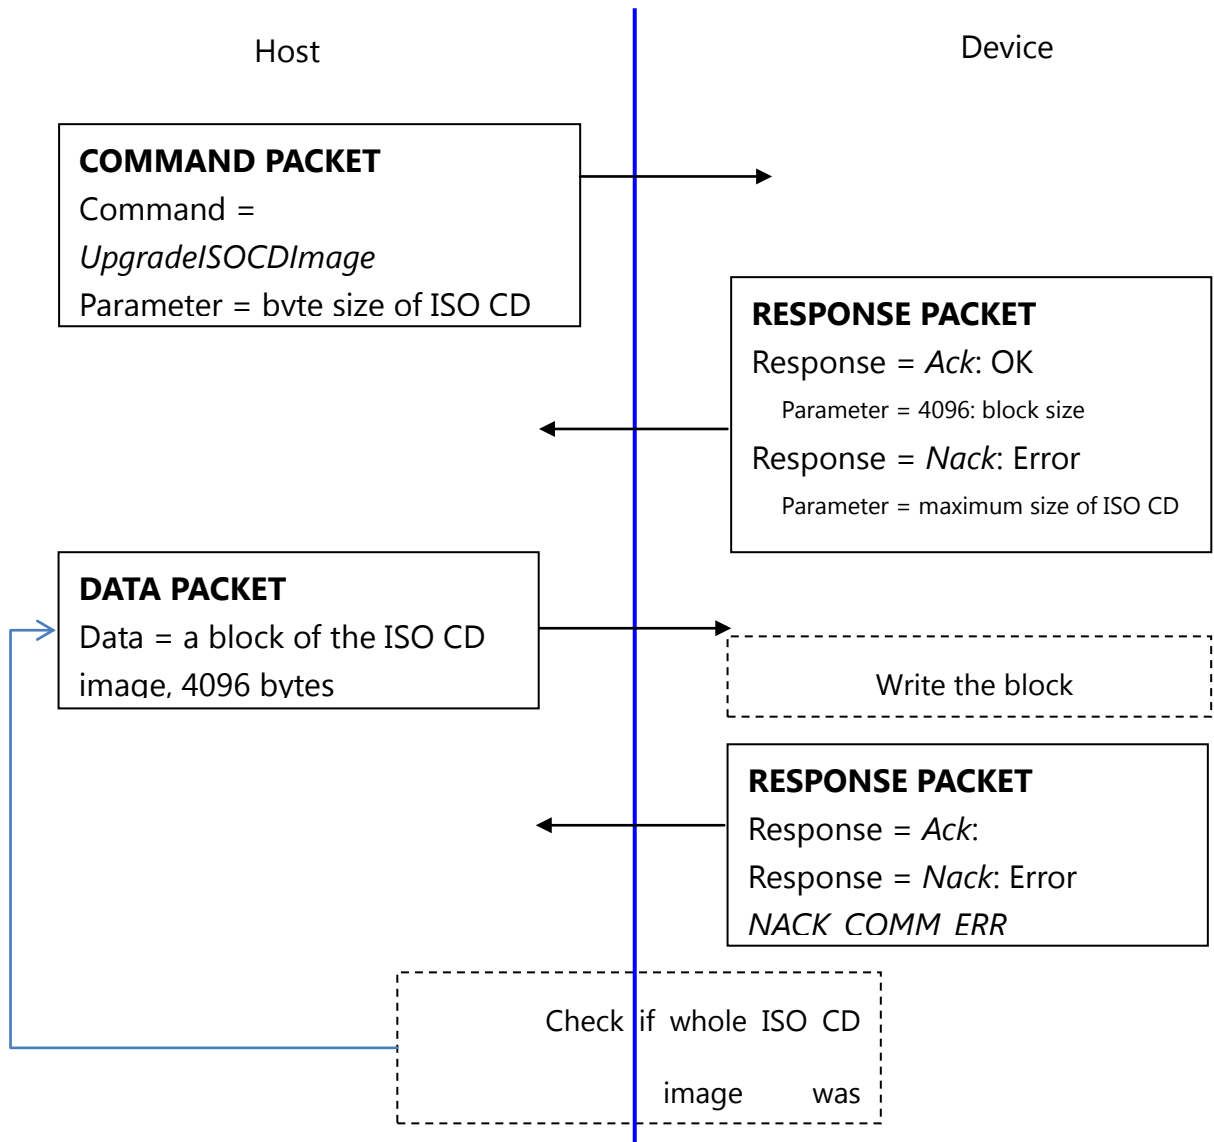 Host
Device
COMMAND PACKET
Command =
UpgradeISOCDImage
Parameter = byte size of ISO CD
RESPONSE PACKET
Response = Ack: OK
Parameter = 4096: block size
Response = Nack: Error
Parameter = maximum size of ISO CD
DATA PACKET
Data = a block of the ISO CD
image, 4096 bytes
Write the block
RESPONSE PACKET
Response = Ack:
Response = Nack: Error
NACK_COMM_ERR
Check if whole ISO CD
image was